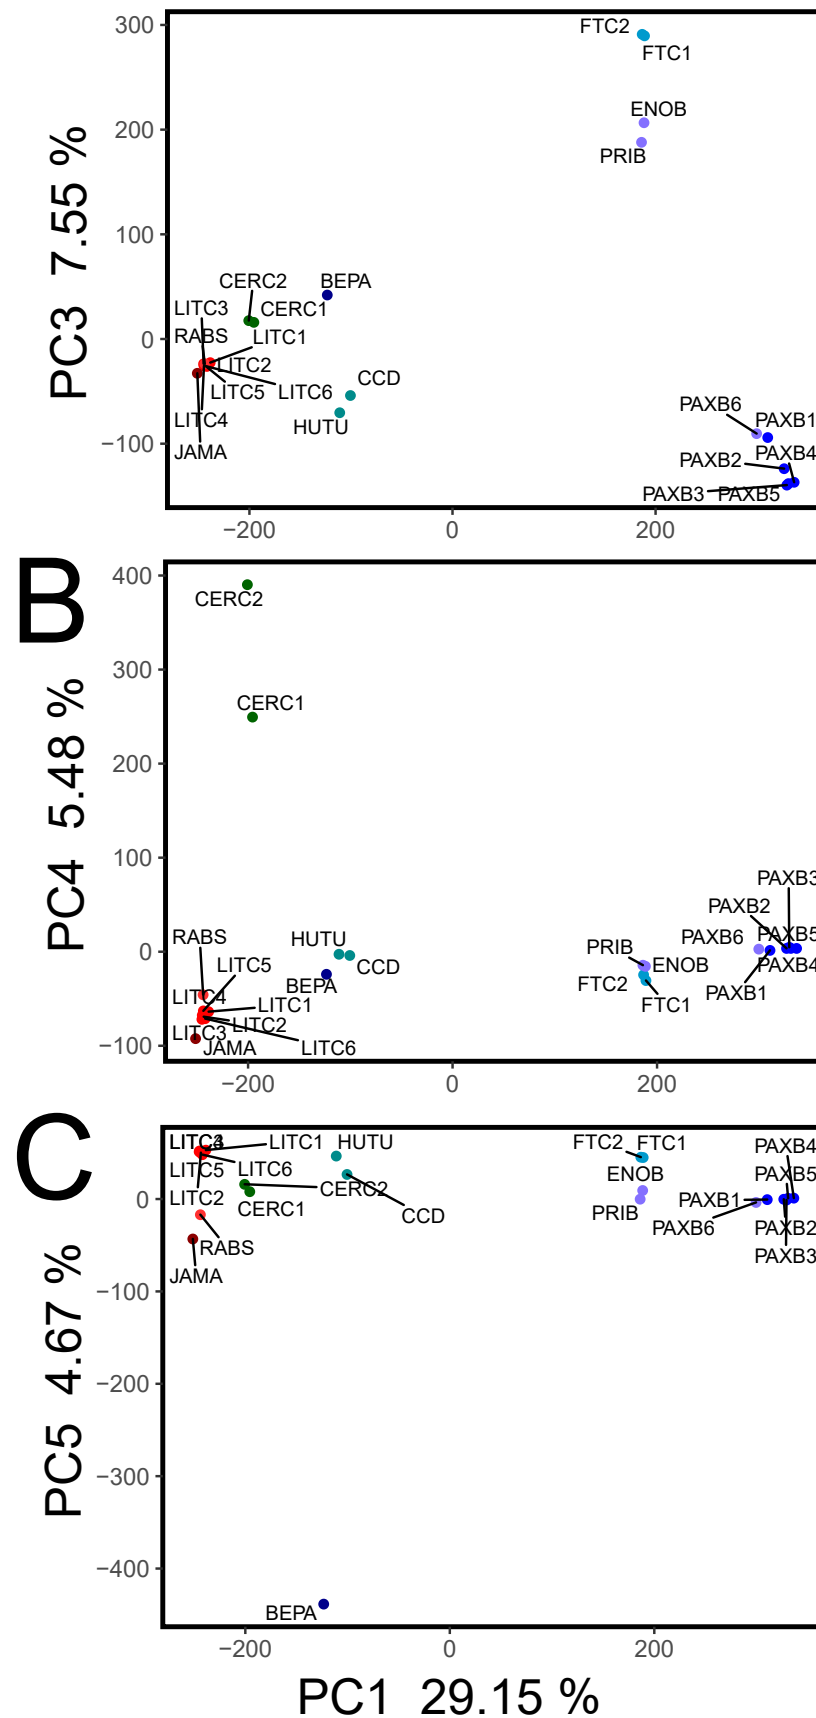 300
200
100
0
−100
PC3 7.55 %
FTC2
FTC1
ENOB
PRIB
CERC2
BEPA
LITC3
CERC1
RABS
LITC1
LITC2
CCD
LITC5
LITC6
LITC4
HUTU
JAMA
PAXB6
PAXB1
PAXB2
PAXB4
PAXB3
PAXB5
−200
0
200
B
400
300
200
100
0
−100
PC4 5.48 %
CERC2
CERC1
RABS
HUTU
LITC5
CCD
BEPA
LITC4
LITC1
LITC2
LITC3
JAMA
LITC6
PAXB3
PAXB2
PAXB5
PAXB6
PRIB
ENOB
PAXB4
FTC2
PAXB1
FTC1
−200
0
200
C
0
−100
−200
−300
−400
PC5 4.67 %
LITC3
LITC1
HUTU
LITC5
LITC6
LITC2
CERC2
CERC1
CCD
RABS
JAMA
FTC2
FTC1
PAXB4
ENOB
PAXB5
PRIB
PAXB1
PAXB6
PAXB2
PAXB3
BEPA
−200
0
200
PC1 29.15 %